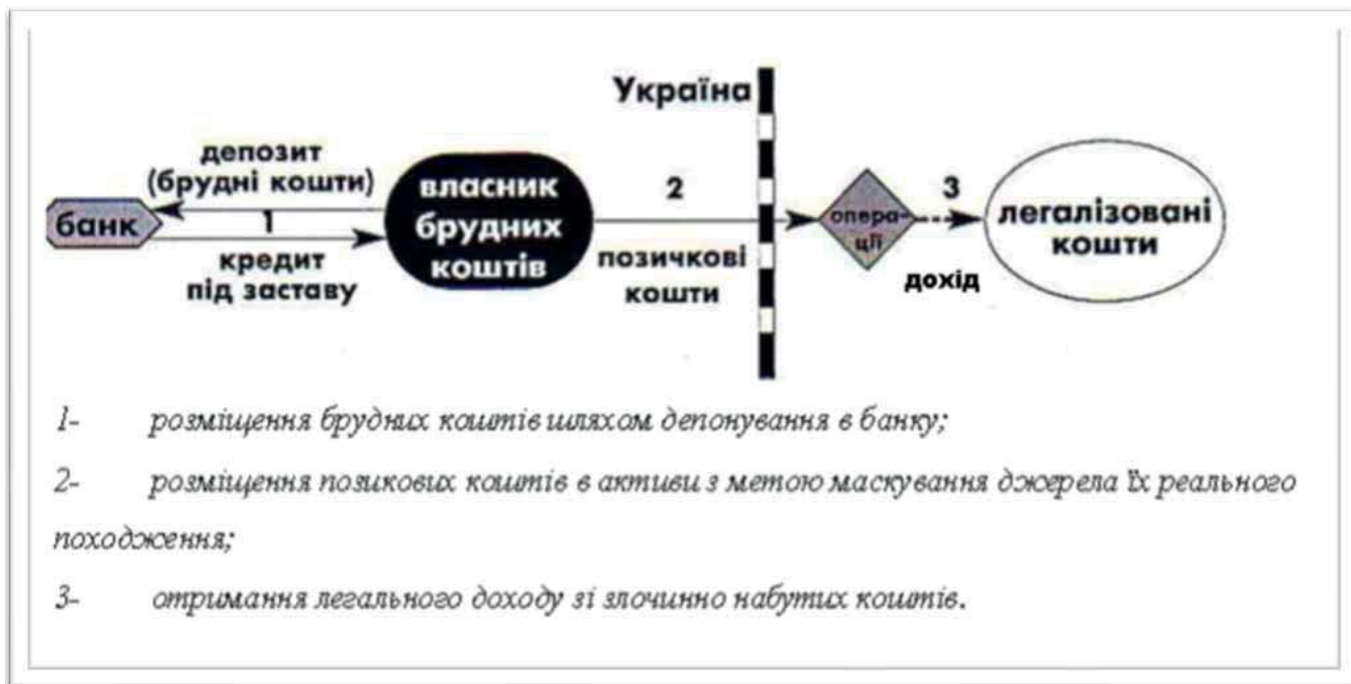 Україна
депозит
(брудні кошти)
банк
1
кредит
під заставу
власник
брудних
коштів
2
позичкові
кошти
опера-
ції
3
дохід
легалізовані
кошти
1- розміщення брудних коштів шляхом депонування в банку;
2- розміщення позикових коштів в активи з метою маскування джерела їх реального
походження;
3- отримання легального доходу зі злочинно набутих коштів.